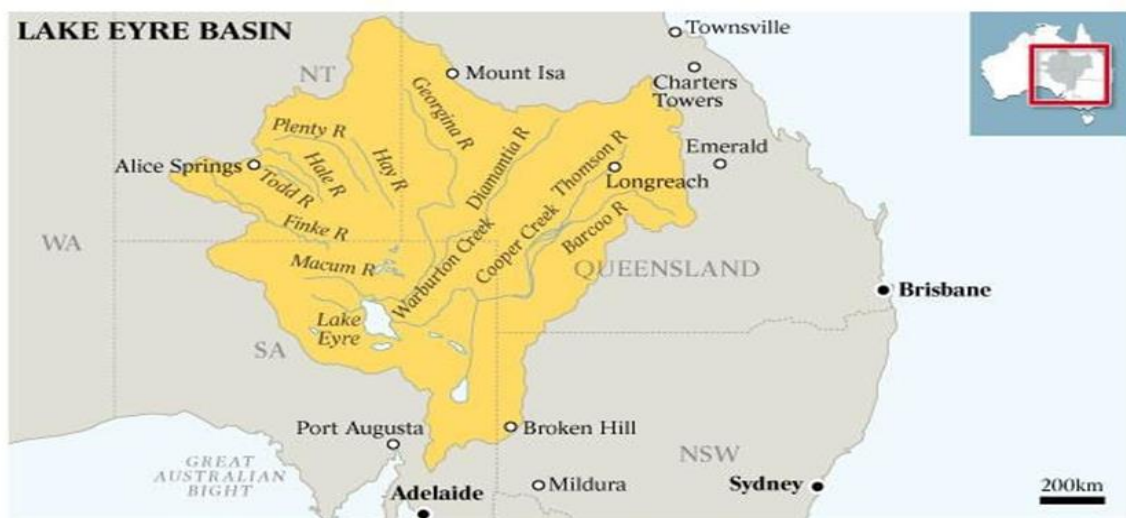 LAKE EYRE BASIN
Townsville
NT
Mount Isa
Charters
Towers
Georgina R
Plenty R
Diamantia R
Thomson R
Emerald
Alice Springs
Hale R
Hay R
Longreach
Todd R
Finke R
Cooper Creek
Barcoo R
WA
Warburton Creek
Macum R
QUEENSLAND
Brisbane
Lake
Eyre
SA
Port Augusta
Broken Hill
NSW
GREAT
AUSTRALIAN
BIGHT
Adelaide
Mildura
Sydney
200km